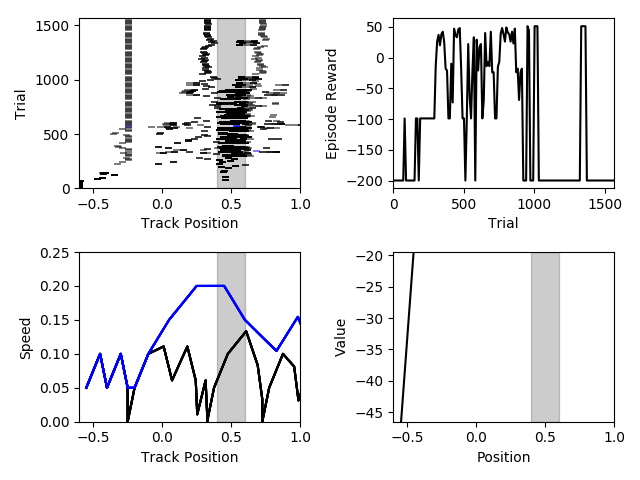 1500
1000
500
0
Trial
−0.5 0.0 0.5 1.0
Track Position
50
0
−50
−100
−150
−200
Episode Reward
0 500 1000 1500
Trial
0.25
0.20
0.15
0.10
0.05
0.00
Speed
−0.5 0.0 0.5 1.0
Track Position
−20
−25
−30
−35
−40
−45
Value
−0.5 0.0 0.5 1.0
Position